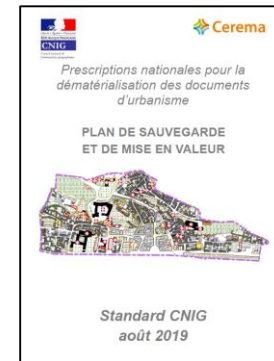 Cerema
CNIG
Prescriptions nationales pour la
dématérialisation des documents
d'urbanisme
PLAN DE SAUVEGARDE
ET DE MISE EN VALEUR
Standard CNIG
août 2019